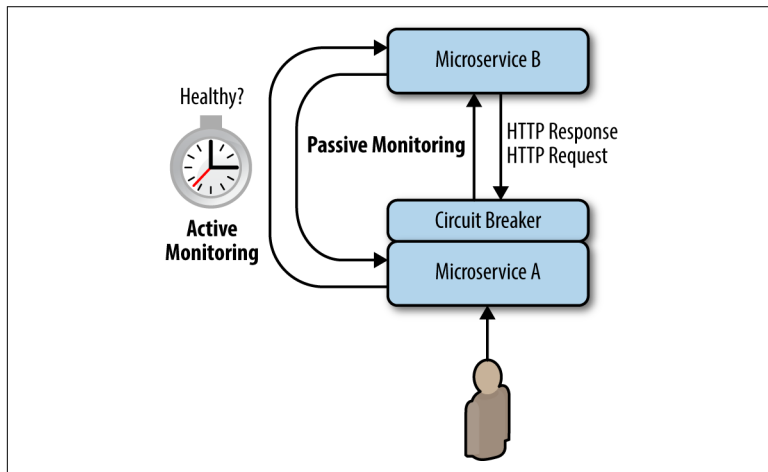 Microservice B
Healthy?
Passive Monitoring
HTTP Response
HTTP Request
Circuit Breaker
Active
Monitoring
Microservice A